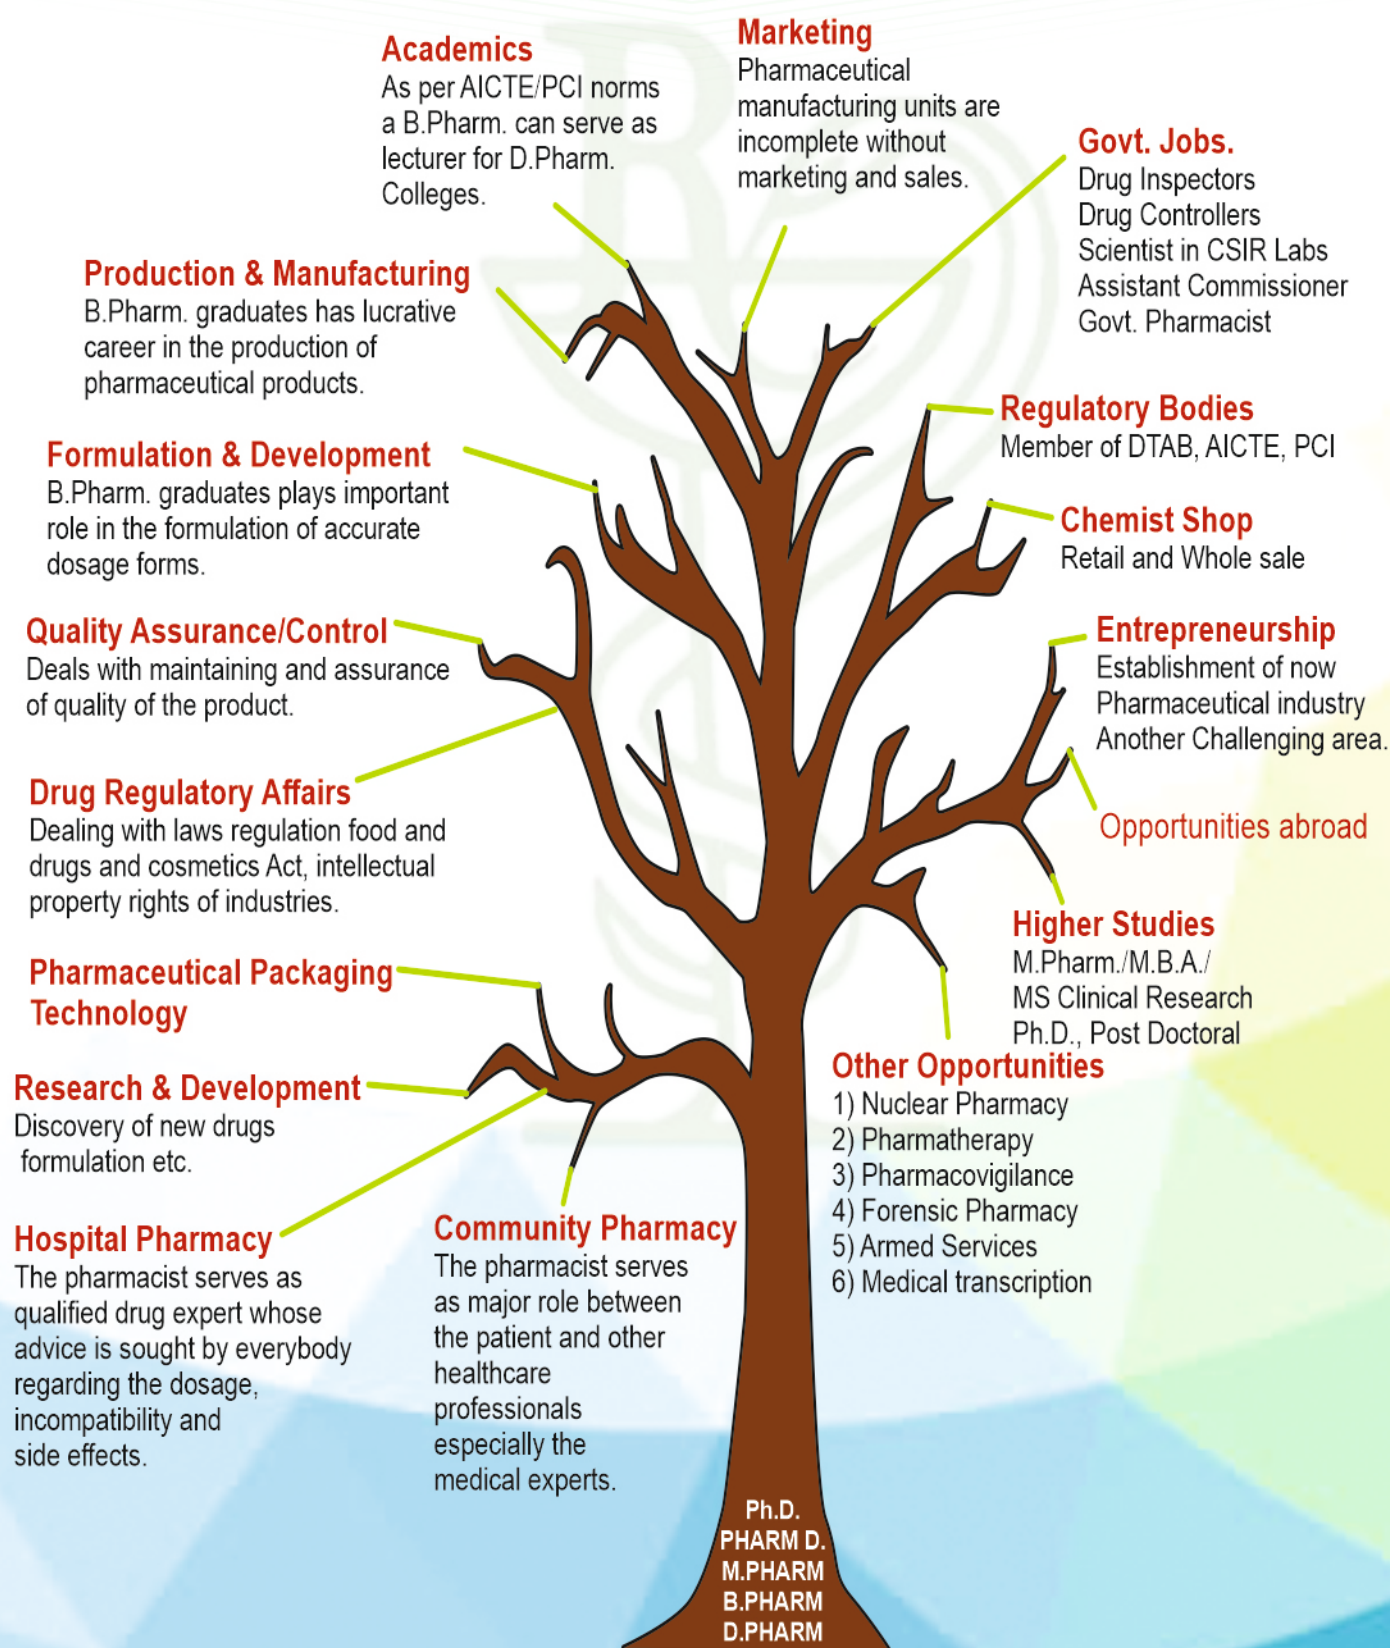 Academics
As per AICTE/PCI norms
a B.Pharm. can serve as
lecturer for D.Pharm.
Colleges.
Marketing
Pharmaceutical
manufacturing units are
incomplete without
marketing and sales.
Govt. Jobs.
Drug Inspectors
Drug Controllers
Scientist in CSIR Labs
Assistant Commissioner
Govt. Pharmacist
Production & Manufacturing
B.Pharm. graduates has lucrative
career in the production of
pharmaceutical products.
Regulatory Bodies
Member of DTAB, AICTE, PCI
Formulation & Development
B.Pharm. graduates plays important
role in the formulation of accurate
dosage forms.
Chemist Shop
Retail and Whole sale
Quality Assurance/Control
Deals with maintaining and assurance
of quality of the product.
Entrepreneurship
Establishment of now
Pharmaceutical industry
Another Challenging area.
Drug Regulatory Affairs
Dealing with laws regulation food and
drugs and cosmetics Act, intellectual
property rights of industries.
Opportunities abroad
Higher Studies
M.Pharm./M.B.A./
MS Clinical Research
Ph.D., Post Doctoral
Pharmaceutical Packaging
Technology
Research & Development
Discovery of new drugs
formulation etc.
Other Opportunities
1) Nuclear Pharmacy
2) Pharmatherapy
3) Pharmacovigilance
4) Forensic Pharmacy
5) Armed Services
6) Medical transcription
Hospital Pharmacy
The pharmacist serves as
qualified drug expert whose
advice is sought by everybody
regarding the dosage,
incompatibility and
side effects.
Community Pharmacy
The pharmacist serves
as major role between
the patient and other
healthcare
professionals
especially the
medical experts.
Ph.D.
PHARM D.
M.PHARM
B.PHARM
D.PHARM